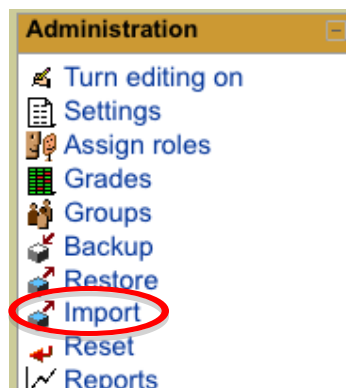 Administration
Turn editing on
Settings
Assign roles
Grades
Groups
Backup
Restore
Import
Reset
Reports